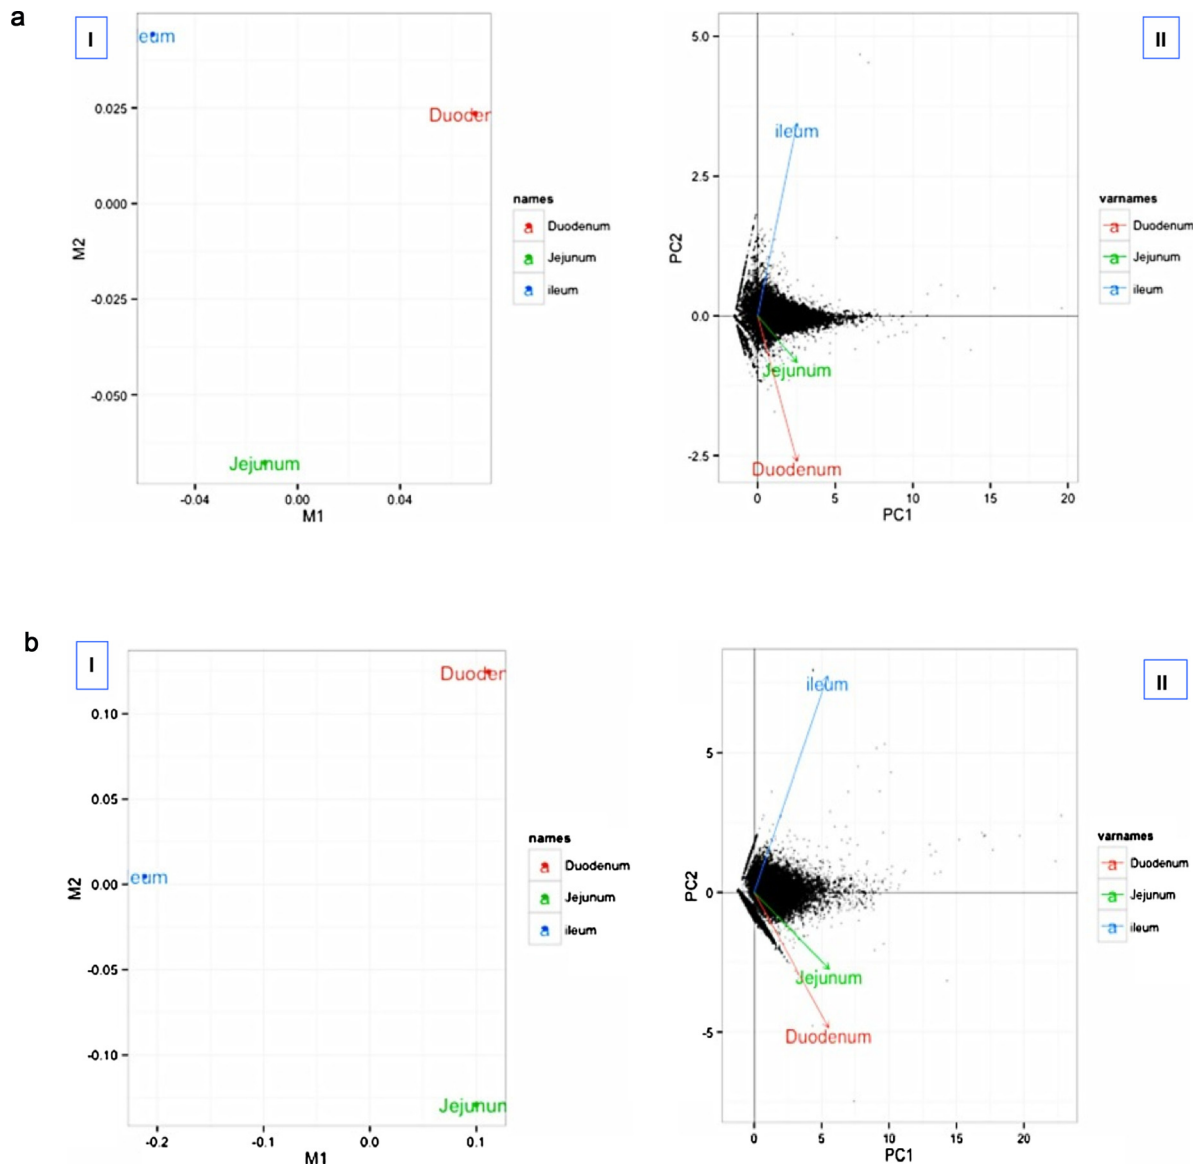 a
I
II
eum
Duoder
Jejunum
0.025
0.000
-0.025
-0.050
M2
-0.04
0.00
0.04
M1
names
a Duodenum
a Jejunum
a ileum
5.0
2.5
0.0
-2.5
PC2
ileum
Jejunum
Duodenum
0
5
10
15
20
PC1
varnames
a Duodenum
a Jejunum
a ileum
b
I
II
Duoder
eum
Jejunun
0.10
0.05
0.00
-0.05
-0.10
M2
-0.2
-0.1
0.0
0.1
M1
names
a Duodenum
a Jejunum
a ileum
5
0
-5
PC2
ileum
Jejunum
Duodenum
0
5
10
15
20
PC1
varnames
a Duodenum
a Jejunum
a ileum